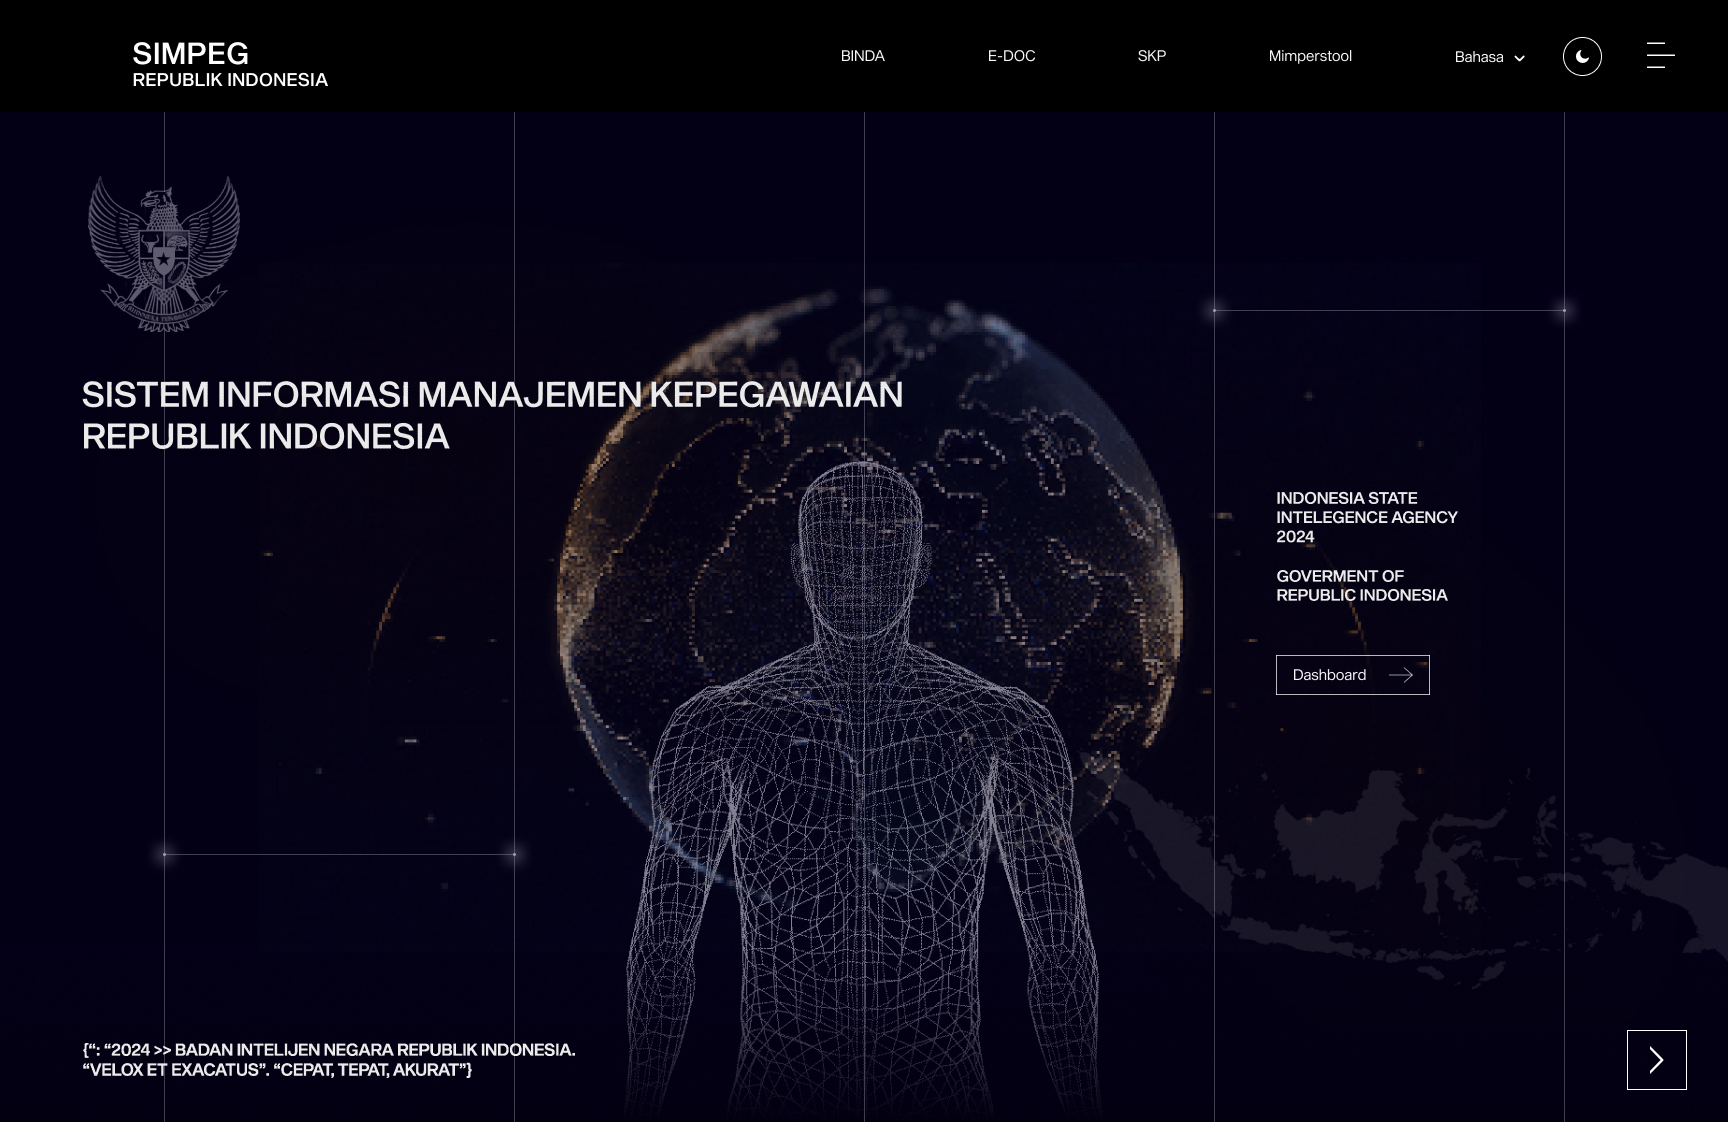 SIMPEG
REPUBLIK INDONESIA
BINDA
E-DOC
SKP
Mimperstool
Bahasa
SISTEM INFORMASI MANAJEMEN KEPEGAWAIAN
REPUBLIK INDONESIA
INDONESIA STATE
INTELEGENCE AGENCY
2024
GOVERMENT OF
REPUBLIC INDONESIA
Dashboard
{“: “2024 >> BADAN INTELIJEN NEGARA REPUBLIK INDONESIA.
“VELOX ET EXACATUS”. “CEPAT, TEPAT, AKURAT”}